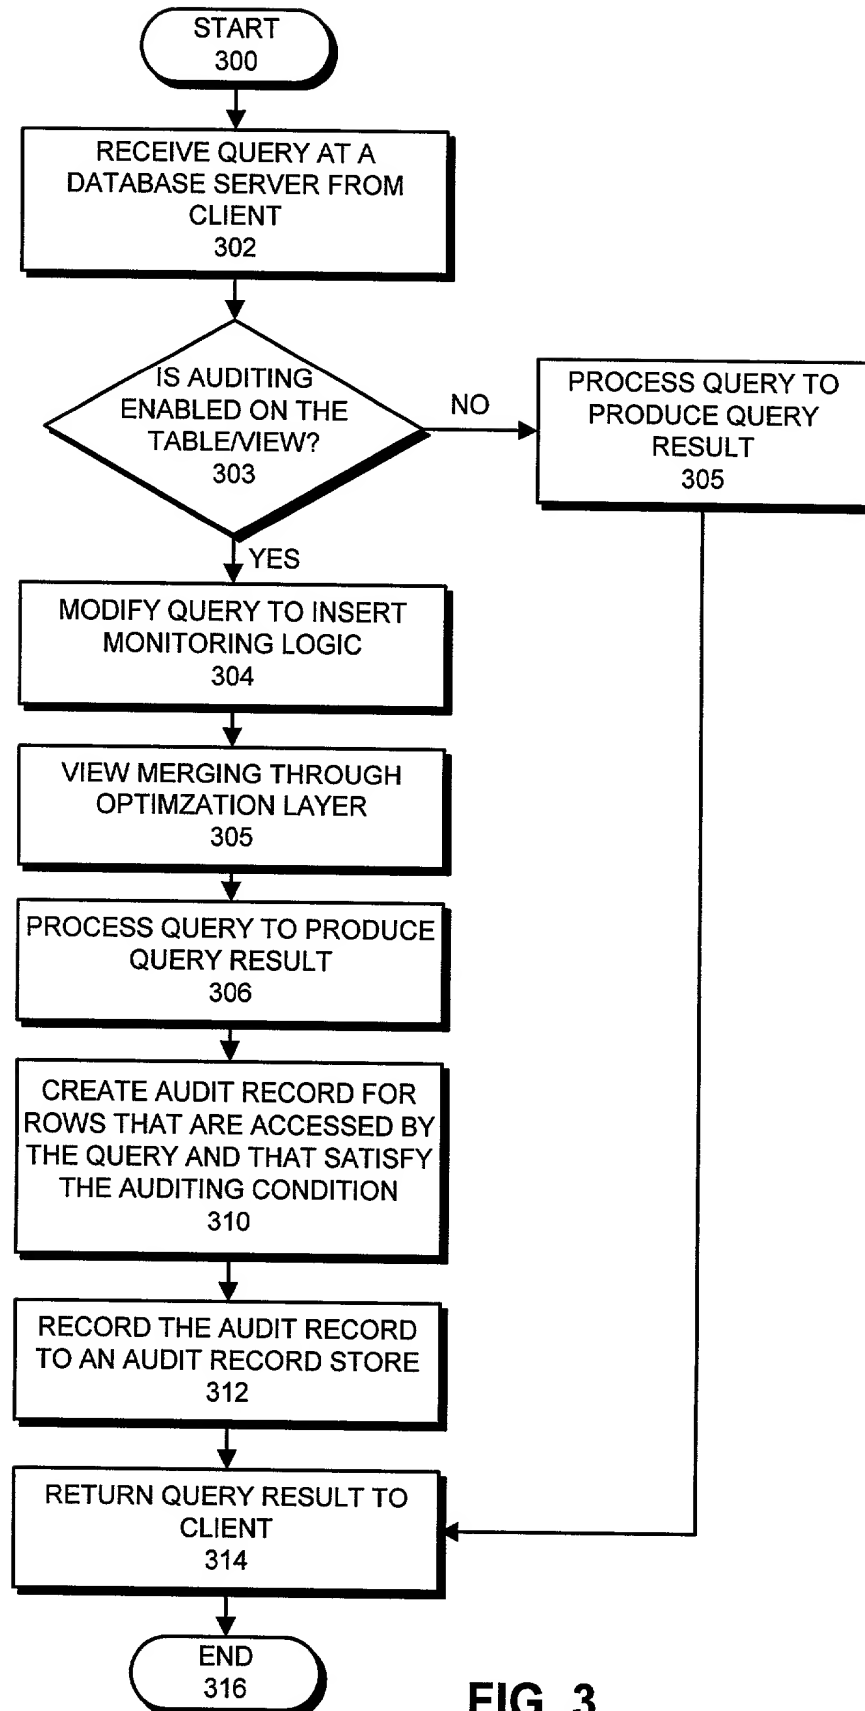 START
300
RECEIVE QUERY AT A
DATABASE SERVER FROM
CLIENT
302
IS AUDITING
ENABLED ON THE
TABLE/VIEW?
303
NO
PROCESS QUERY TO
PRODUCE QUERY
RESULT
305
YES
MODIFY QUERY TO INSERT
MONITORING LOGIC
304
VIEW MERGING THROUGH
OPTIMZATION LAYER
305
PROCESS QUERY TO PRODUCE
QUERY RESULT
306
CREATE AUDIT RECORD FOR
ROWS THAT ARE ACCESSED BY
THE QUERY AND THAT SATISFY
THE AUDITING CONDITION
310
RECORD THE AUDIT RECORD
TO AN AUDIT RECORD STORE
312
RETURN QUERY RESULT TO
CLIENT
314
END
316
FIG. 3